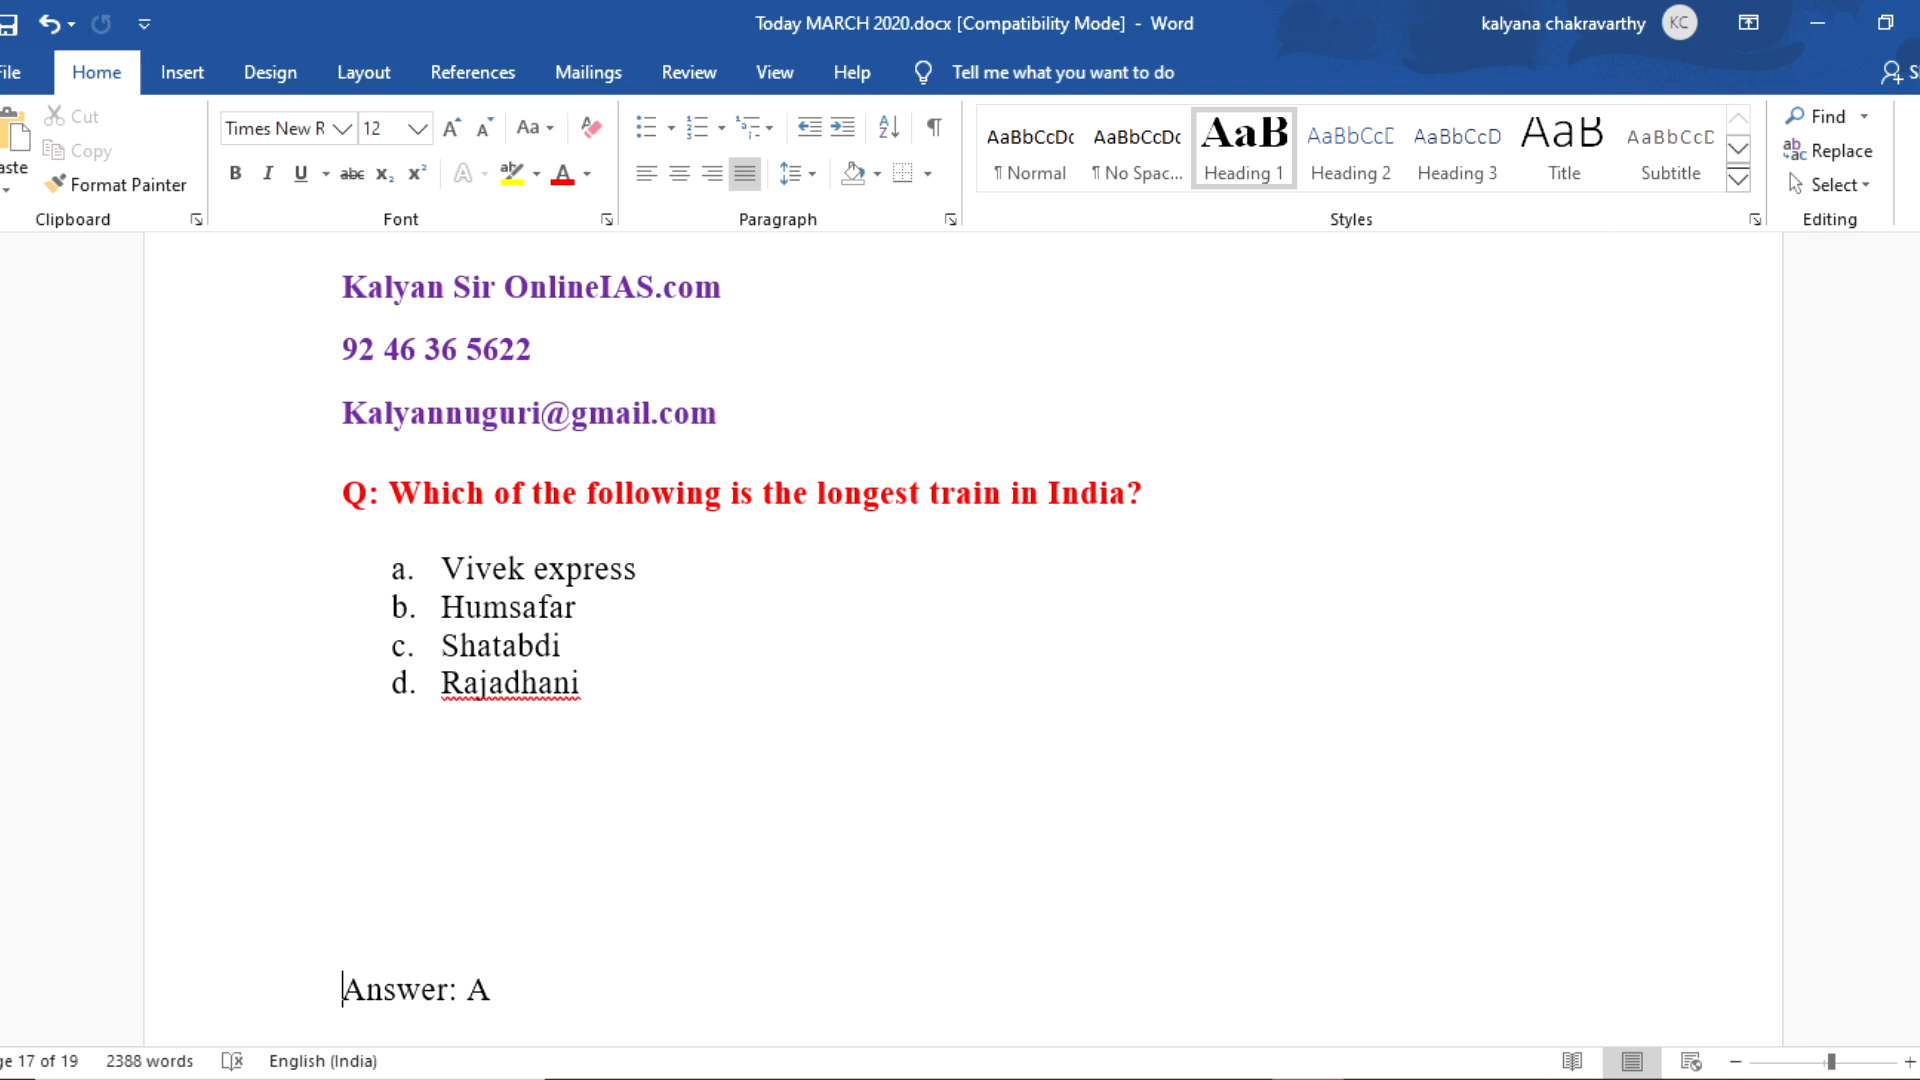 Today MARCH 2020.docx [Compatibility Mode] - Word
kalyana chakravarthy KC
Home Insert Design Layout References Mailings Review View Help Tell me what you want to do
Cut
Copy
Format Painter
Clipboard
Times New R 12 Aa
B I U abc x₂ x² A A
Font
Paragraph
AaBbCcDc AaBbCcDc AaB AaBbCcD AaBbCcD AaB AaBbCcD
¶ Normal ¶ No Spac... Heading 1 Heading 2 Heading 3 Title Subtitle
Styles
Find
Replace
Select
Editing
Kalyan Sir OnlineIAS.com
92 46 36 5622
Kalyannuguri@gmail.com
Q: Which of the following is the longest train in India?
a. Vivek express
b. Humsafar
c. Shatabdi
d. Rajadhani
Answer: A
ge 17 of 19 2388 words English (India)